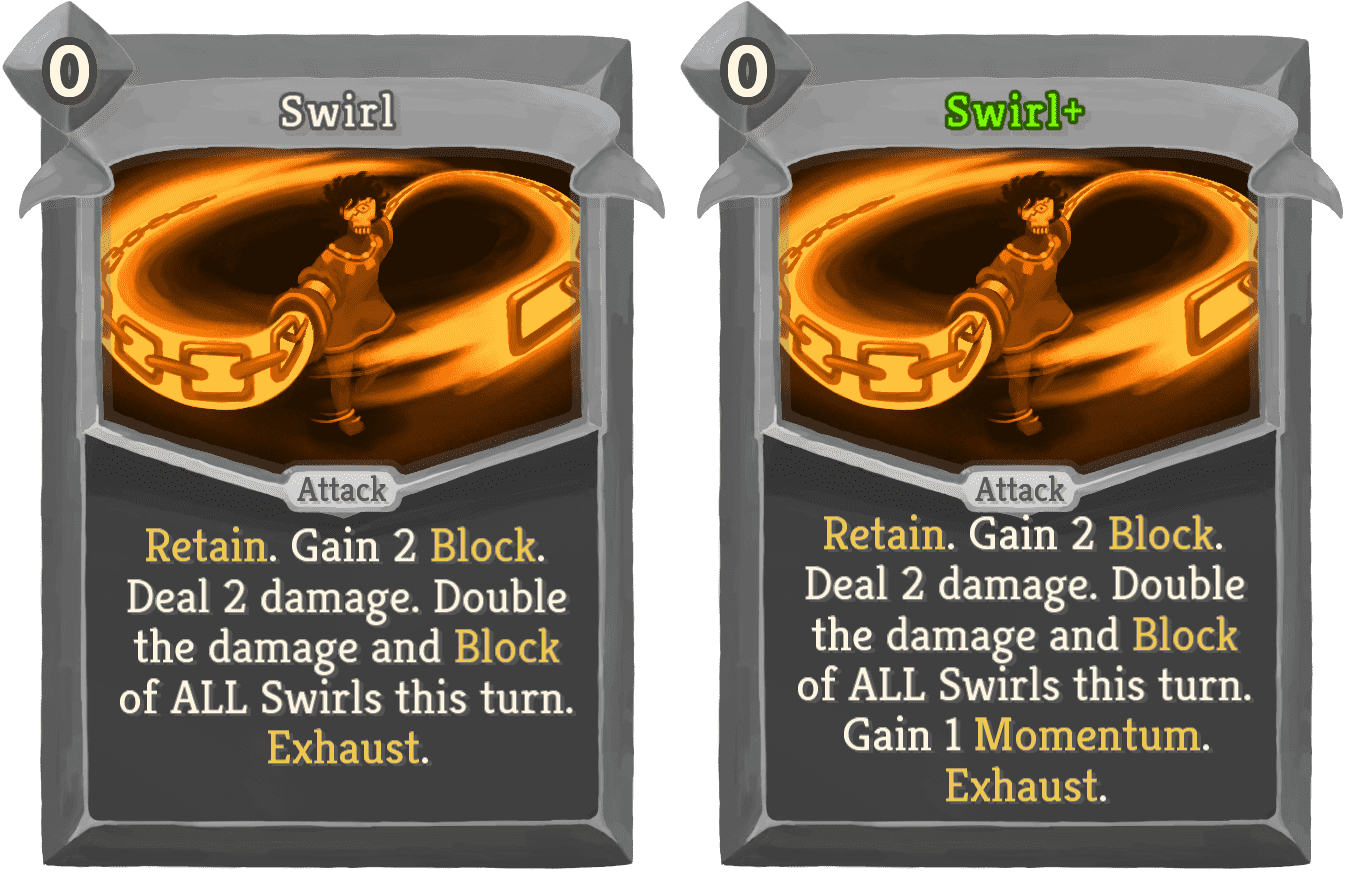 0
Swirl
Attack
Retain. Gain 2 Block.
Deal 2 damage. Double
the damage and Block
of ALL Swirls this turn.
Exhaust.
0
Swirl+
Attack
Retain. Gain 2 Block.
Deal 2 damage. Double
the damage and Block
of ALL Swirls this turn.
Gain 1 Momentum.
Exhaust.